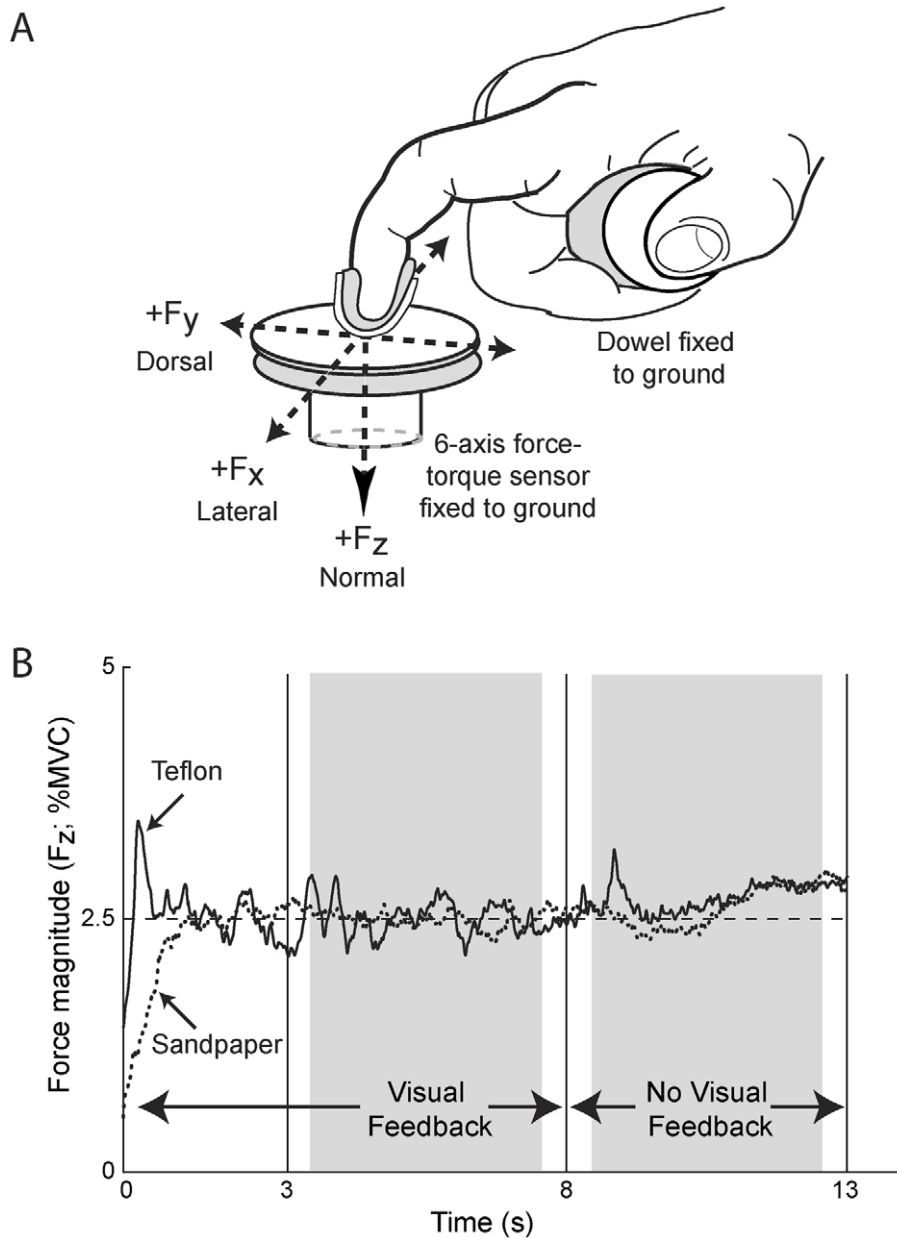 A
+Fy
Dorsal
+Fx
Lateral
+Fz
Normal
6-axis force-
torque sensor
fixed to ground
Dowel fixed
to ground
B
Force magnitude (Fz; %MVC)
5
2.5
0
Teflon
Sandpaper
Visual
Feedback
No Visual
Feedback
0 3 8 13
Time (s)